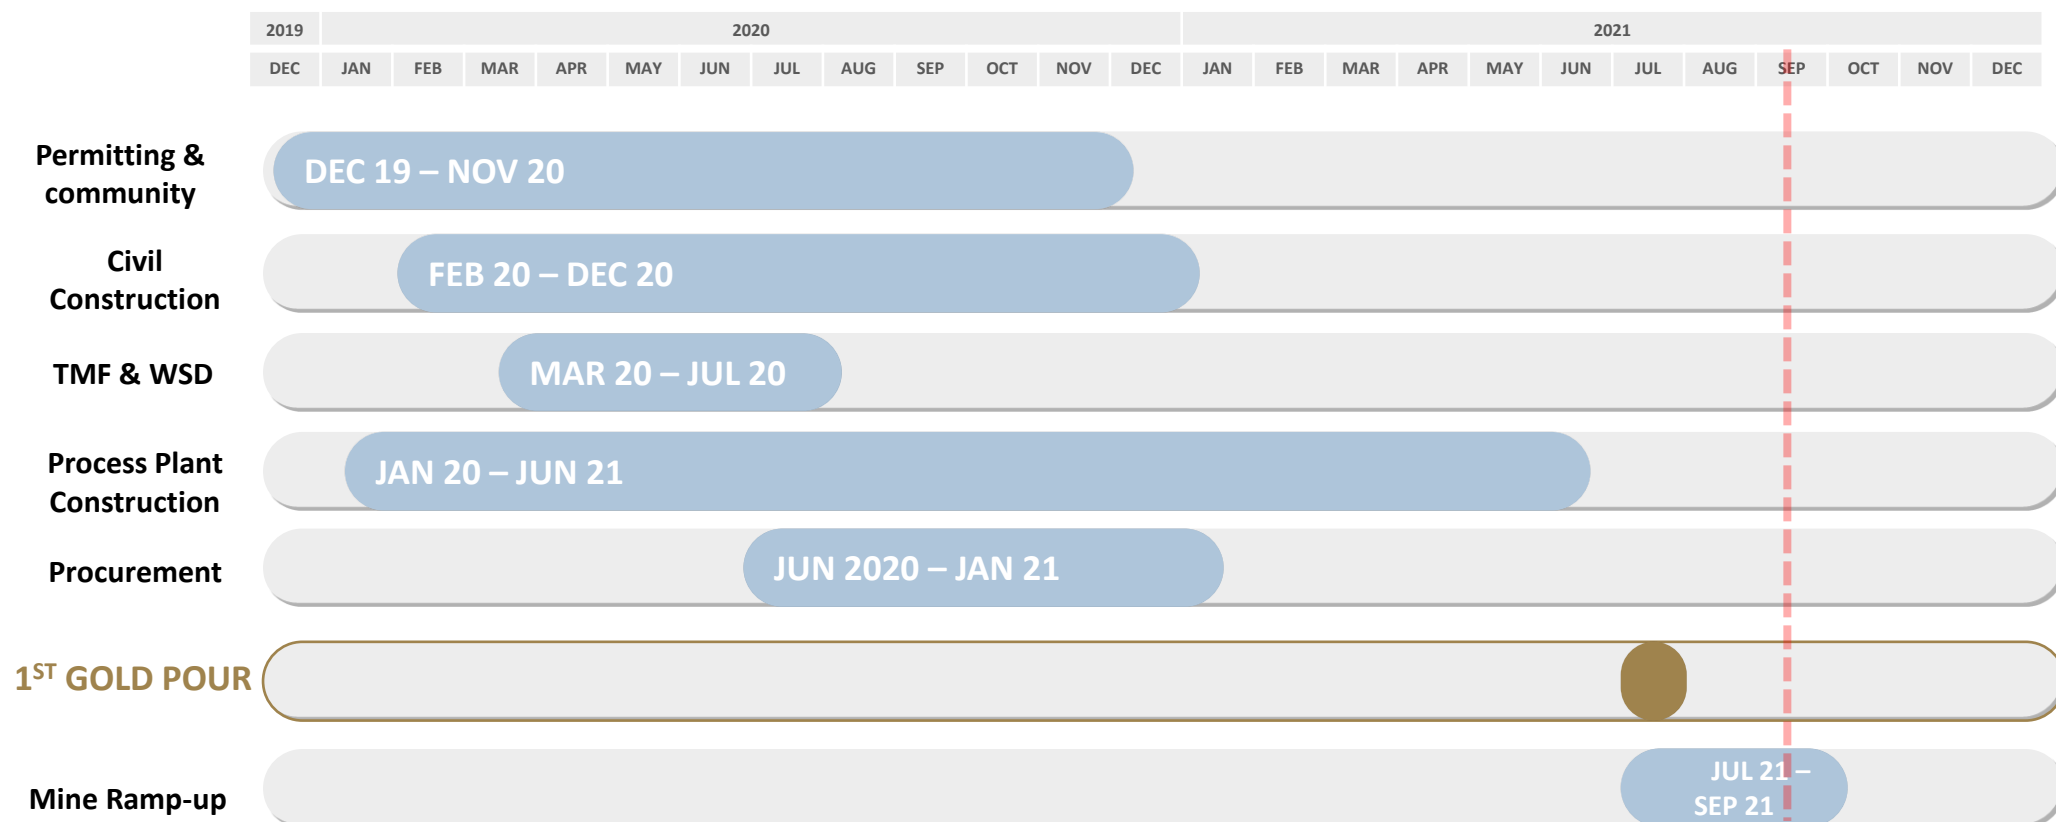 2019 2020 2021
DEC JAN FEB MAR APR MAY JUN JUL AUG SEP OCT NOV DEC JAN FEB MAR APR MAY JUN JUL AUG SEP OCT NOV DEC
Permitting &
community
DEC 19 – NOV 20
Civil
Construction
FEB 20 – DEC 20
TMF & WSD
MAR 20 – JUL 20
Process Plant
Construction
JAN 20 – JUN 21
Procurement
JUN 2020 – JAN 21
1ST GOLD POUR
Mine Ramp-up
JUL 21 –
SEP 21